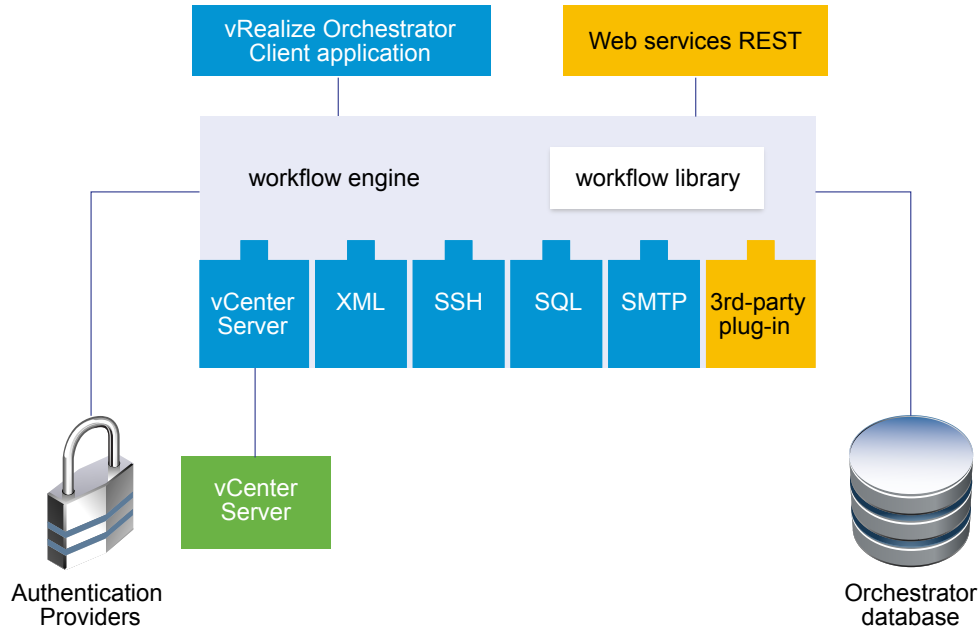 vRealize Orchestrator
Client application
Web services REST
workflow engine
workflow library
vCenter
Server
XML
SSH
SQL
SMTP
3rd-party
plug-in
vCenter
Server
Authentication
Providers
Orchestrator
database